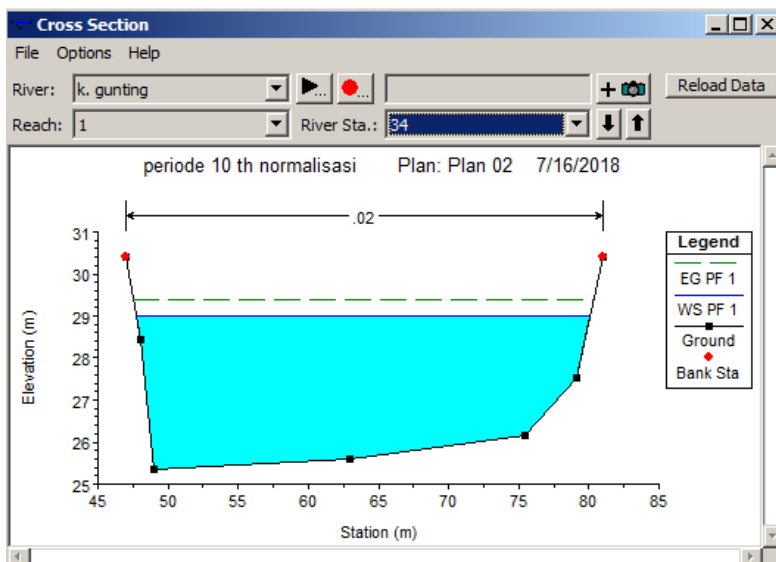 Cross Section
File Options Help
River: k. gunting ... ... + Reload Data
Reach: 1 River Sta.: 34
periode 10 th normalisasi Plan: Plan 02 7/16/2018
.02
31
30
29
28
27
26
25
Elevation (m)
45 50 55 60 65 70 75 80 85
Station (m)
Legend
EG PF 1
WS PF 1
Ground
Bank Sta